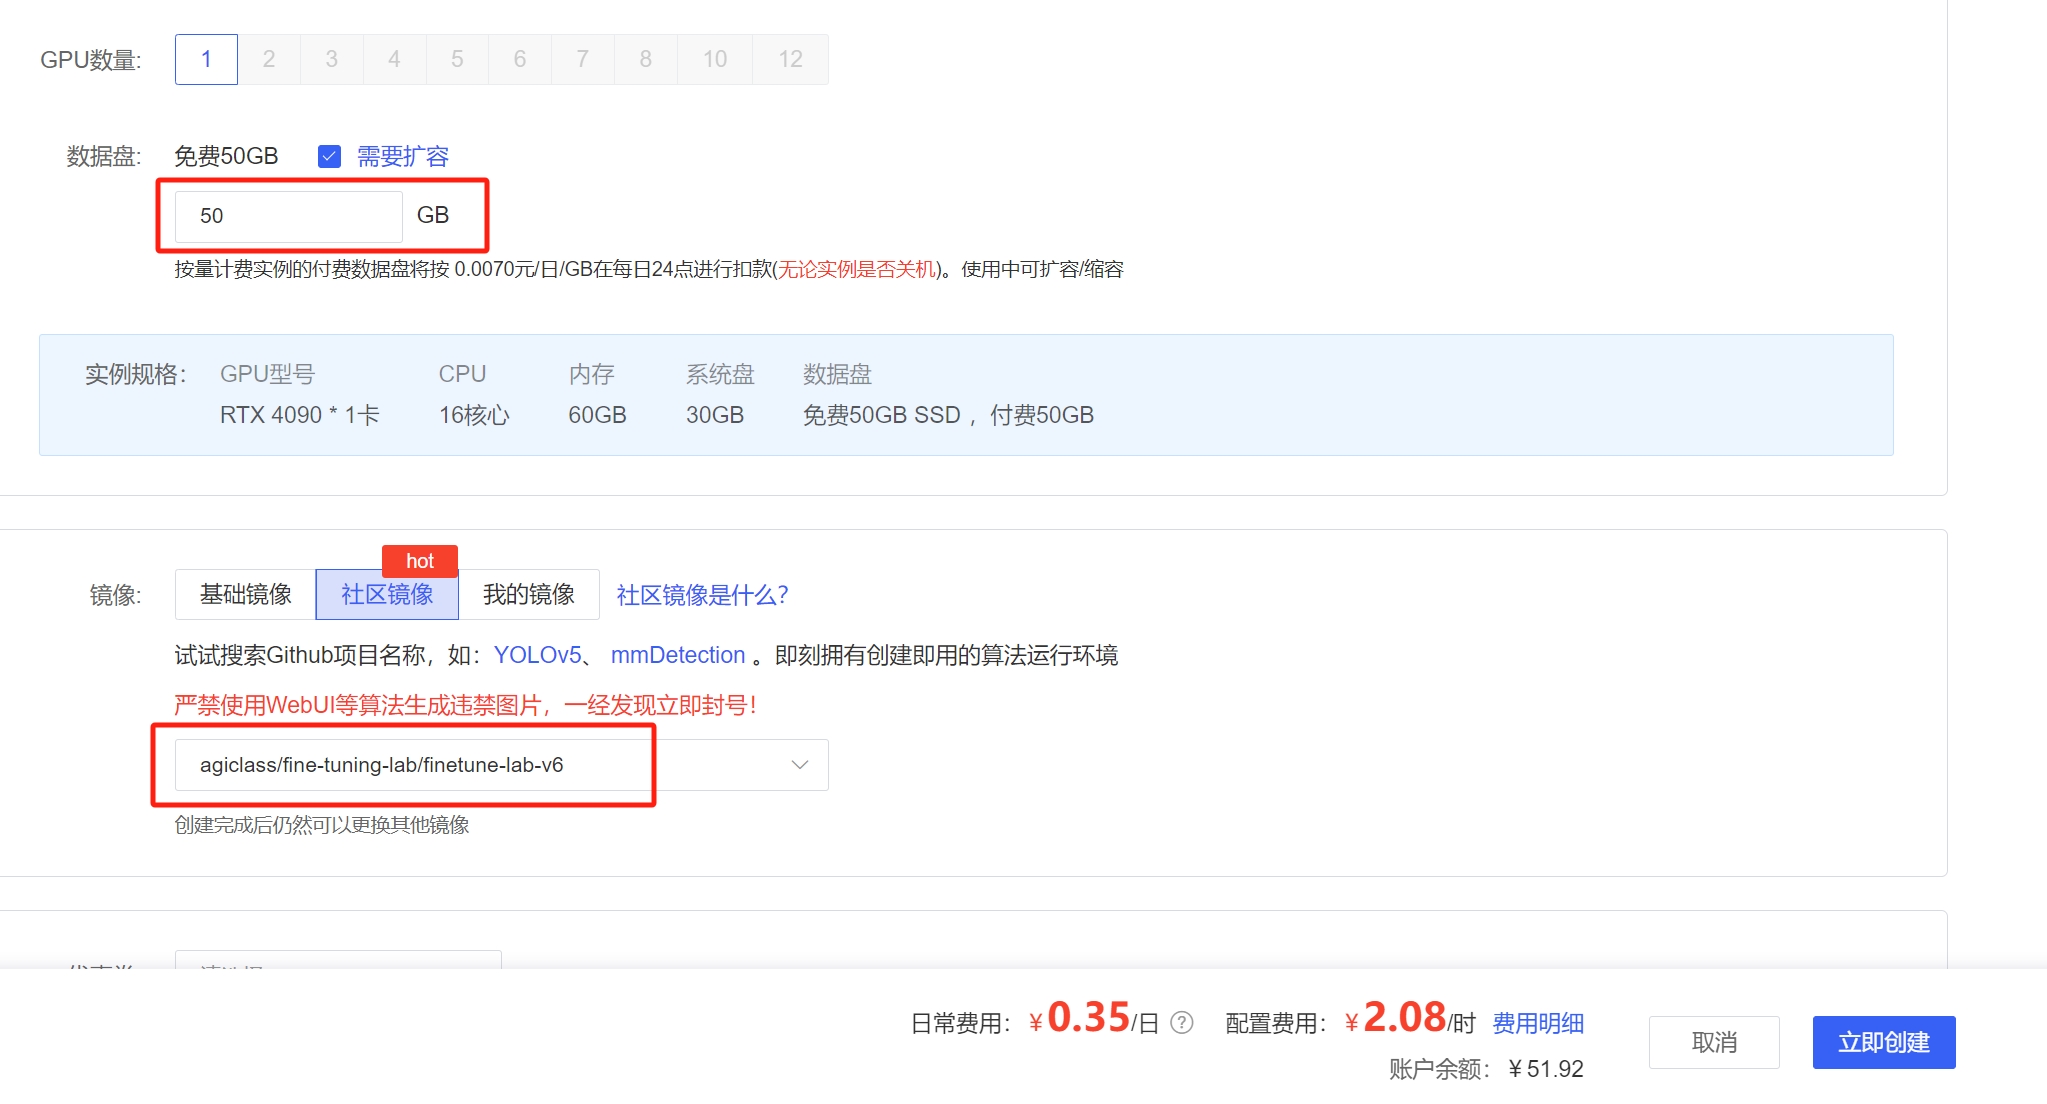 GPU数量: 1 2 3 4 5 6 7 8 10 12
数据盘: 免费50GB 需要扩容
50 GB
按量计费实例的付费数据盘将按 0.0070元/日/GB在每日24点进行扣款(无论实例是否关机)。使用中可扩容/缩容
实例规格： GPU型号 CPU 内存 系统盘 数据盘
RTX 4090 * 1卡 16核心 60GB 30GB 免费50GB SSD， 付费50GB
hot
镜像: 基础镜像 社区镜像 我的镜像 社区镜像是什么？
试试搜索Github项目名称，如：YOLOv5、 mmDetection 。即刻拥有创建即用的算法运行环境
严禁使用WebUI等算法生成违禁图片，一经发现立即封号！
agiclass/fine-tuning-lab/finetune-lab-v6
创建完成后仍然可以更换其他镜像
日常费用： ￥0.35/日 ? 配置费用： ￥2.08/时 费用明细
账户余额： ￥51.92
取消 立即创建